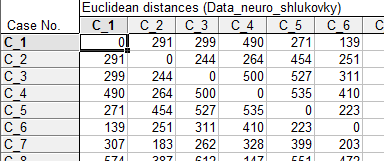 Euclidean distances (Data_neuro_shlukovky)
Case No. C_1 C_2 C_3 C_4 C_5 C_6
C_1 0 291 299 490 271 139
C_2 291 0 244 264 454 251
C_3 299 244 0 500 527 311
C_4 490 264 500 0 535 410
C_5 271 454 527 535 0 223
C_6 139 251 311 410 223 0
C_7 307 183 262 328 399 203